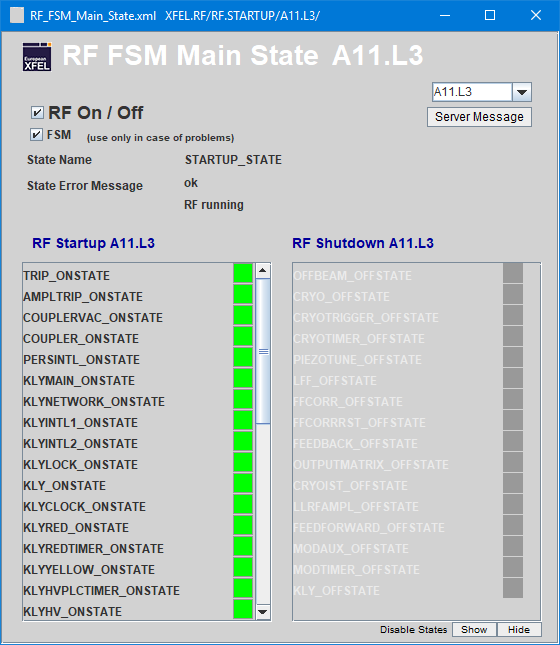 RF_FSM_Main_State.xml XFEL.RF/RF.STARTUP/A11.L3/
European
XFEL
RF FSM Main State A11.L3
A11.L3
RF On / Off
Server Message
FSM (use only in case of problems)
State Name STARTUP_STATE
State Error Message ok
RF running
RF Startup A11.L3
TRIP_ONSTATE
AMPLTRIP_ONSTATE
COUPLERVAC_ONSTATE
COUPLER_ONSTATE
PERSINTL_ONSTATE
KLYMAIN_ONSTATE
KLYNETWORK_ONSTATE
KLYINTL1_ONSTATE
KLYINTL2_ONSTATE
KLYLOCK_ONSTATE
KLY_ONSTATE
KLYCLOCK_ONSTATE
KLYRED_ONSTATE
KLYREDTIMER_ONSTATE
KLYYELLOW_ONSTATE
KLYHVPLCTIMER_ONSTATE
KLYHV_ONSTATE
RF Shutdown A11.L3
OFFBEAM_OFFSTATE
CRYO_OFFSTATE
CRYOTRIGGER_OFFSTATE
CRYOTIMER_OFFSTATE
PIEZOTUNE_OFFSTATE
LFF_OFFSTATE
FFCORR_OFFSTATE
FFCORRRST_OFFSTATE
FEEDBACK_OFFSTATE
OUTPUTMATRIX_OFFSTATE
CRYOIST_OFFSTATE
LLRFAMPL_OFFSTATE
FEEDFORWARD_OFFSTATE
MODAUX_OFFSTATE
MODTIMER_OFFSTATE
KLY_OFFSTATE
Disable States Show Hide